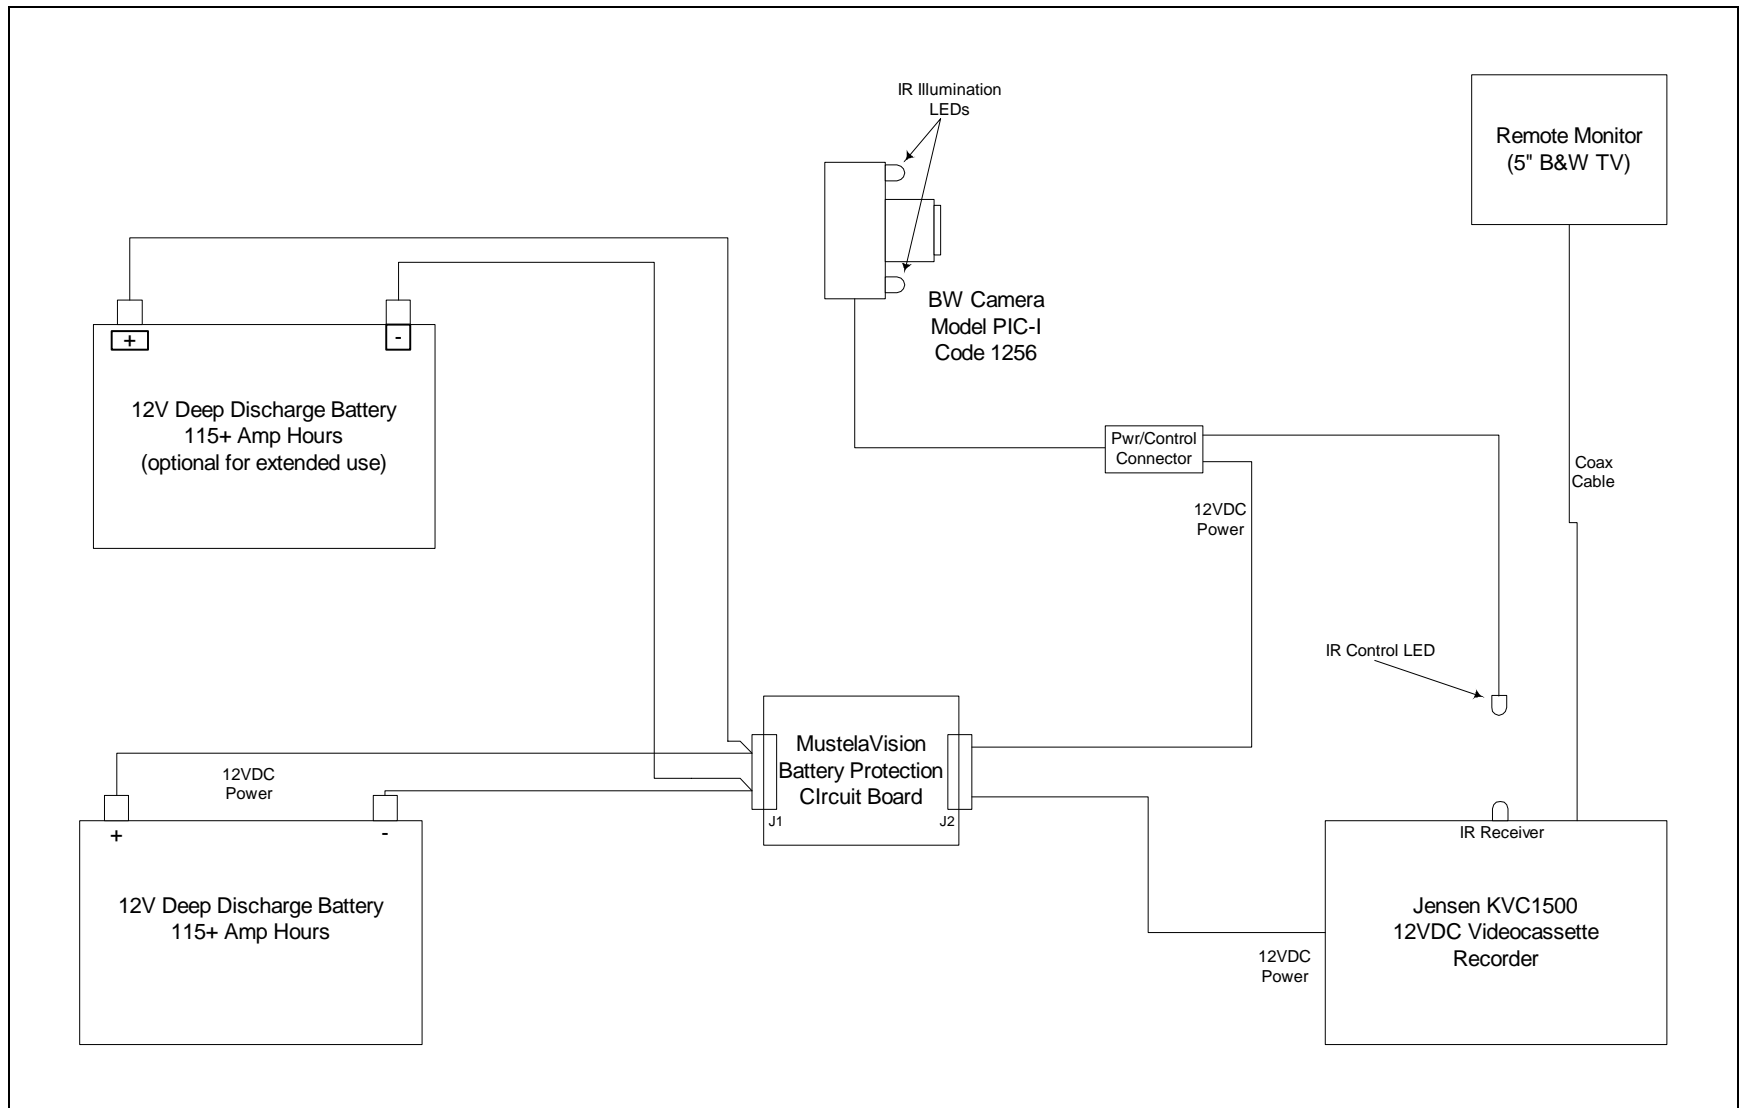 IR Illumination
LEDs
Remote Monitor
(5" B&W TV)
BW Camera
Model PIC-I
Code 1256
+
-
12V Deep Discharge Battery
115+ Amp Hours
(optional for extended use)
Pwr/Control
Connector
Coax
Cable
12VDC
Power
IR Control LED
MustelaVision
Battery Protection
CIrcuit Board
J1
J2
12VDC
Power
+
-
12V Deep Discharge Battery
115+ Amp Hours
IR Receiver
Jensen KVC1500
12VDC Videocassette
Recorder
12VDC
Power